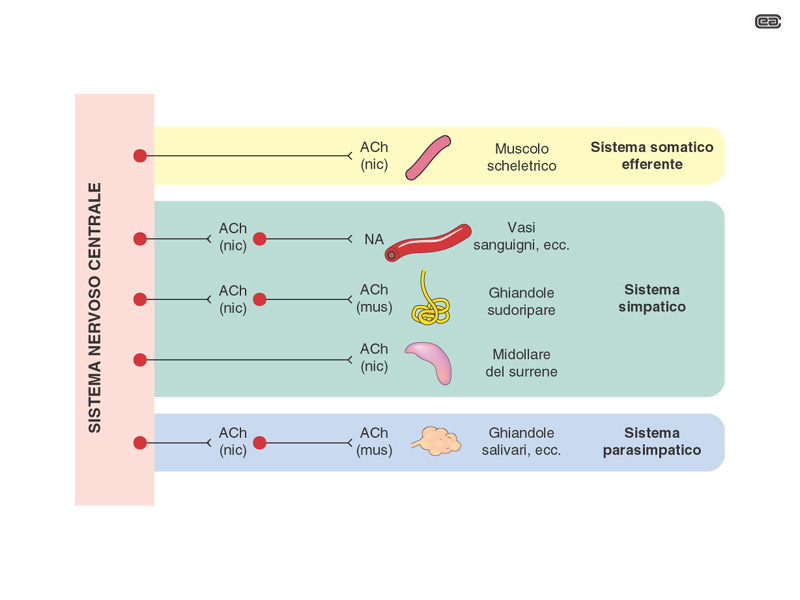 cea
SISTEMA NERVOSO CENTRALE
ACh
(nic)
Muscolo
scheletrico
Sistema somatico
efferente
ACh
(nic)
NA
Vasi
sanguigni, ecc.
ACh
(nic)
ACh
(mus)
Ghiandole
sudoripare
Sistema
simpatico
ACh
(nic)
Midollare
del surrene
ACh
(nic)
ACh
(mus)
Ghiandole
salivari, ecc.
Sistema
parasimpatico